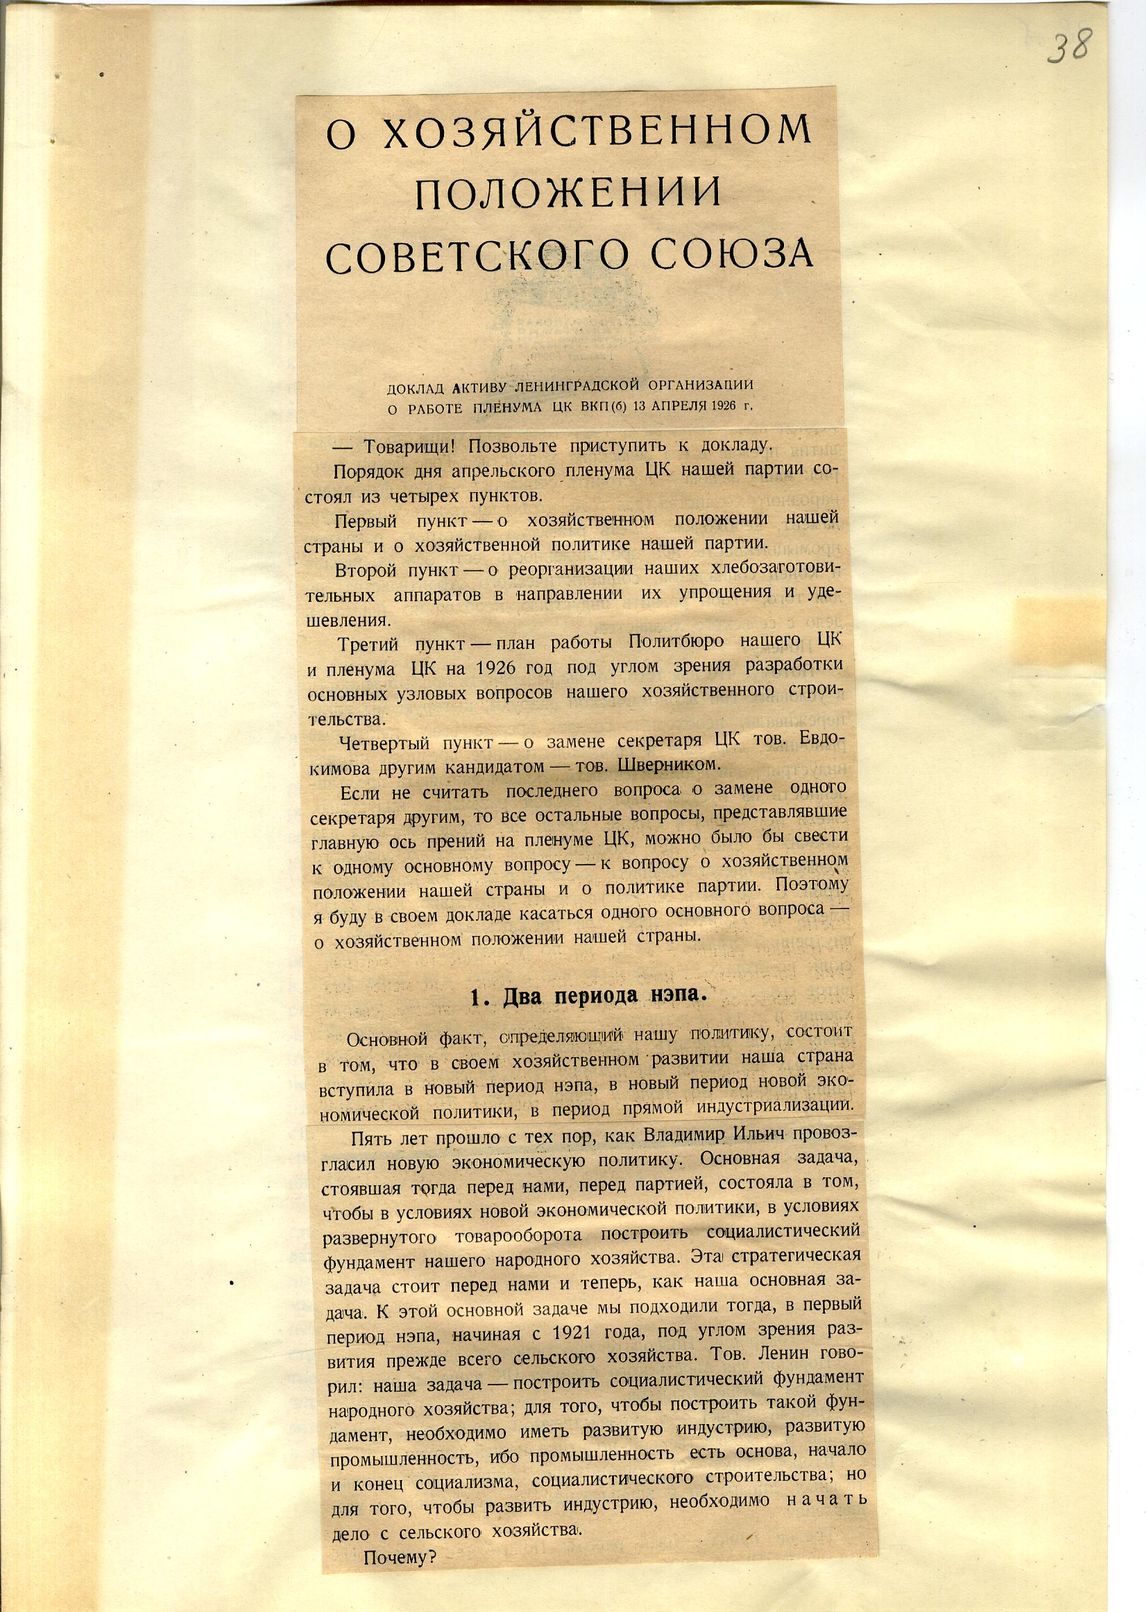 38
О ХОЗЯЙСТВЕННОМ
ПОЛОЖЕНИИ
СОВЕТСКОГО СОЮЗА
ДОКЛАД АКТИВУ ЛЕНИНГРАДСКОЙ ОРГАНИЗАЦИИ
О РАБОТЕ ПЛЕНУМА ЦК ВКП(б) 13 АПРЕЛЯ 1926 г.
— Товарищи! Позвольте приступить к докладу.
Порядок дня апрельского пленума ЦК нашей партии со-
стоял из четырех пунктов.
Первый пункт — о хозяйственном положении нашей
страны и о хозяйственной политике нашей партии.
Второй пункт — о реорганизации наших хлебозаготови-
тельных аппаратов в направлении их упрощения и уде-
шевления.
Третий пункт — план работы Политбюро нашего ЦК
и пленума ЦК на 1926 год под углом зрения разработки
основных узловых вопросов нашего хозяйственного строи-
тельства.
Четвертый пункт — о замене секретаря ЦК тов. Евдо-
кимова другим кандидатом — тов. Шверником.
Если не считать последнего вопроса о замене одного
секретаря другим, то все остальные вопросы, представлявшие
главную ось прений на пленуме ЦК, можно было бы свести
к одному основному вопросу — к вопросу о хозяйственном
положении нашей страны и о политике партии. Поэтому
я буду в своем докладе касаться одного основного вопроса —
о хозяйственном положении нашей страны.
1. Два периода нэпа.
Основной факт, определяющий нашу политику, состоит
в том, что в своем хозяйственном развитии наша страна
вступила в новый период нэпа, в новый период новой эко-
номической политики, в период прямой индустриализации.
Пять лет прошло с тех пор, как Владимир Ильич провоз-
гласил новую экономическую политику. Основная задача,
стоявшая тогда перед нами, перед партией, состояла в том,
чтобы в условиях новой экономической политики, в условиях
развернутого товарооборота построить социалистический
фундамент нашего народного хозяйства. Эта стратегическая
задача стоит перед нами и теперь, как наша основная за-
дача. К этой основной задаче мы подходили тогда, в первый
период нэпа, начиная с 1921 года, под углом зрения раз-
вития прежде всего сельского хозяйства. Тов. Ленин гово-
рил: наша задача — построить социалистический фундамент
народного хозяйства; для того, чтобы построить такой фун-
дамент, необходимо иметь развитую индустрию, развитую
промышленность, ибо промышленность есть основа, начало
и конец социализма, социалистического строительства; но
для того, чтобы развить индустрию, необходимо начать
дело с сельского хозяйства.
Почему?